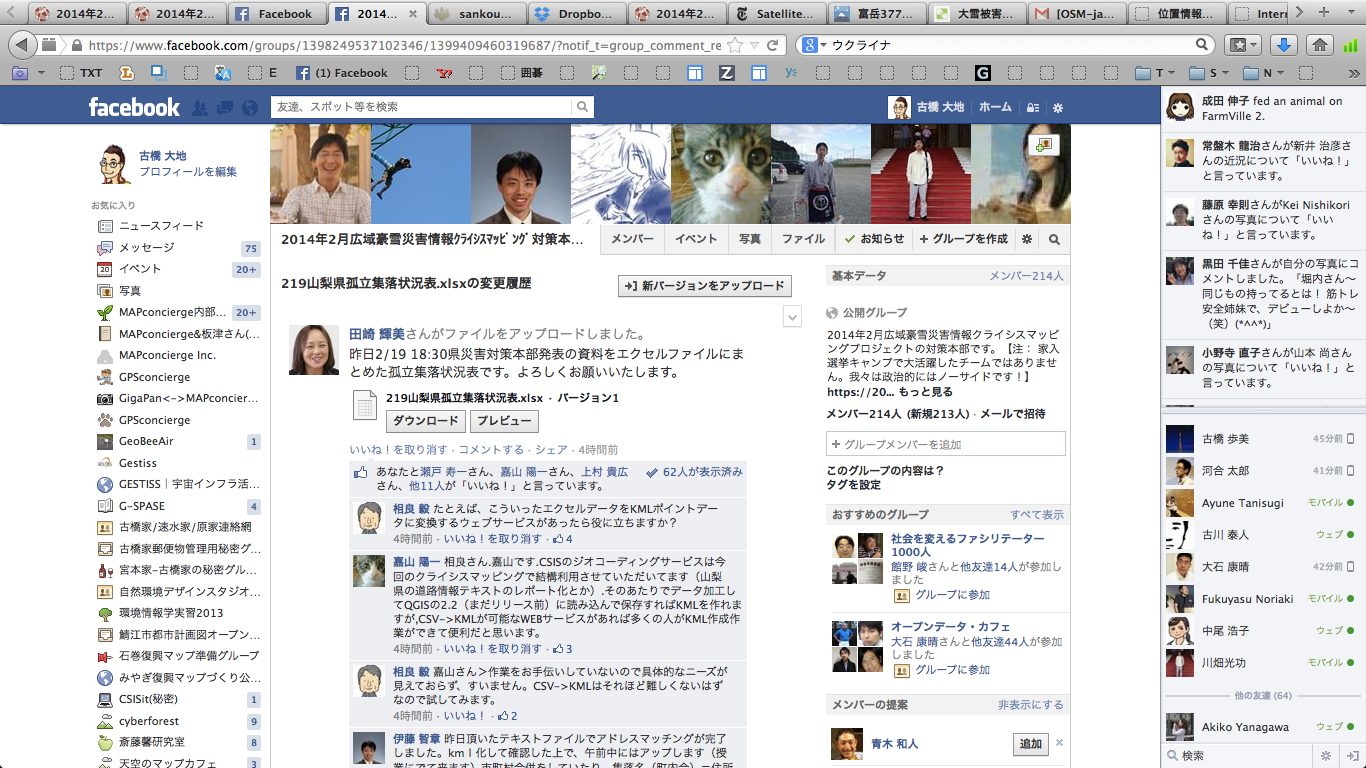 2014年2...
2014年2...
Facebook
2014...
sankou...
Dropbo...
2014年2...
Satellite...
富岳377...
大雪被害...
[OSM-ja...
位置情報...
Intern
https://www.facebook.com/groups/1398249537102346/1399409460319687/?notif_t=group_comment_re
ウクライナ
TXT
E
(1) Facebook
囲碁
T
S
N
facebook
友達、スポット等を検索
古橋 大地
ホーム
古橋 大地
プロフィールを編集
お気に入り
ニュースフィード
メッセージ 75
イベント 20+
写真
MAPconcierge内部... 20+
MAPconcierge&板津さん(...
MAPconcierge Inc.
GPSconcierge
GigaPan<->MAPconcier...
GPSconcierge
GeoBeeAir 1
Gestiss
GESTISS｜宇宙インフラ活...
G-SPASE 4
古橋家/速水家/原家連絡網
古橋家郵便物管理用秘密グ...
宮本家-古橋家の秘密グル...
自然環境デザインスタジオ...
環境情報学実習2013
鯖江市都市計画図オープン...
石巻復興マップ準備グループ
みやぎ復興マップづくり公...
CSISit(秘密) 1
cyberforest 9
斎藤馨研究室 8
天空のマップカフェ 3
2014年2月広域豪雪災害情報ｸﾗｲｼｽﾏｯﾋﾟﾝｸﾞ対策本...
メンバー
イベント
写真
ファイル
お知らせ
グループを作成
219山梨県孤立集落状況表.xlsxの変更履歴
新バージョンをアップロード
田崎 輝美さんがファイルをアップロードしました。
昨日2/19 18:30県災害対策本部発表の資料をエクセルファイルにま
とめた孤立集落状況表です。よろしくお願いいたします。
219山梨県孤立集落状況表.xlsx · バージョン1
ダウンロード
プレビュー
いいね！を取り消す · コメントする · シェア · 4時間前
あなたと瀬戸 寿一さん、嘉山 陽一さん、上村 貴広
さん、他11人が「いいね！」と言っています。
62人が表示済み
相良 毅 たとえば、こういったエクセルデータをKMLポイントデー
タに変換するウェブサービスがあったら役に立ちますか？
4時間前 · いいね！を取り消す · 4
嘉山 陽一 相良さん,嘉山です.CSISのジオコーディングサービスは今
回のクライシスマッピングで結構利用させていただいてます（山梨
県の道路情報テキストのレポート化とか）,そのあたりでデータ加工し
てQGISの2.2（まだリリース前）に読み込んで保存すればKMLを作れま
すが,CSV->KMLが可能なWEBサービスがあれば多くの人がKML作成作
業ができて便利だと思います。
4時間前 · いいね！を取り消す · 3
相良 毅 嘉山さん＞作業をお手伝いしていないので具体的なニーズが
見えておらず、すいません。CSV->KMLはそれほど難しくないはず
なので試してみます。
4時間前 · いいね！ · 2
伊藤 智章 昨日頂いたテキストファイルでアドレスマッチングが完了
しました。kmｌ化して確認した上で、午前中にはアップします（授
業にでて来ます）市町村合併をしていたり、集落名（町内会）＝住所
基本データ
メンバー214人
公開グループ
2014年2月広域豪雪災害情報クライシスマッピ
ングプロジェクトの対策本部です。【注： 家入
選挙キャンプで大活躍したチームではありませ
ん。我々は政治的にはノーサイドです！】
https://20... もっと見る
メンバー214人 (新規213人) · メールで招待
グループメンバーを追加
このグループの内容は？
タグを設定
おすすめのグループ
すべて表示
社会を変えるファシリテーター
1000人
館野 峻さんと他友達14人が参加し
ました
グループに参加
オープンデータ・カフェ
大石 康晴さんと他友達44人が参加
しました
グループに参加
メンバーの提案
非表示にする
青木 和人
追加
成田 伸子 fed an animal on
FarmVille 2.
常盤木 龍治さんが新井 治彦さ
んの近況について「いいね！」
と言っています。
藤原 幸則さんがKei Nishikori
さんの写真について「いい
ね！」と言っています。
黒田 千佳さんが自分の写真にコ
メントしました。「堀内さん〜
同じもの持ってるとは！ 筋トレ
安全姉妹で、デビューしよか〜
（笑）(*^^*)」
小野寺 直子さんが山本 尚さん
の写真について「いいね！」と
言っています。
古橋 歩美 45分前
河合 太郎 41分前
Ayune Tanisugi モバイル
古川 泰人 ウェブ
大石 康晴 42分前
Fukuyasu Noriaki モバイル
中尾 浩子 ウェブ
川畑光功 モバイル
他の友達 (64)
Akiko Yanagawa ウェブ
検索